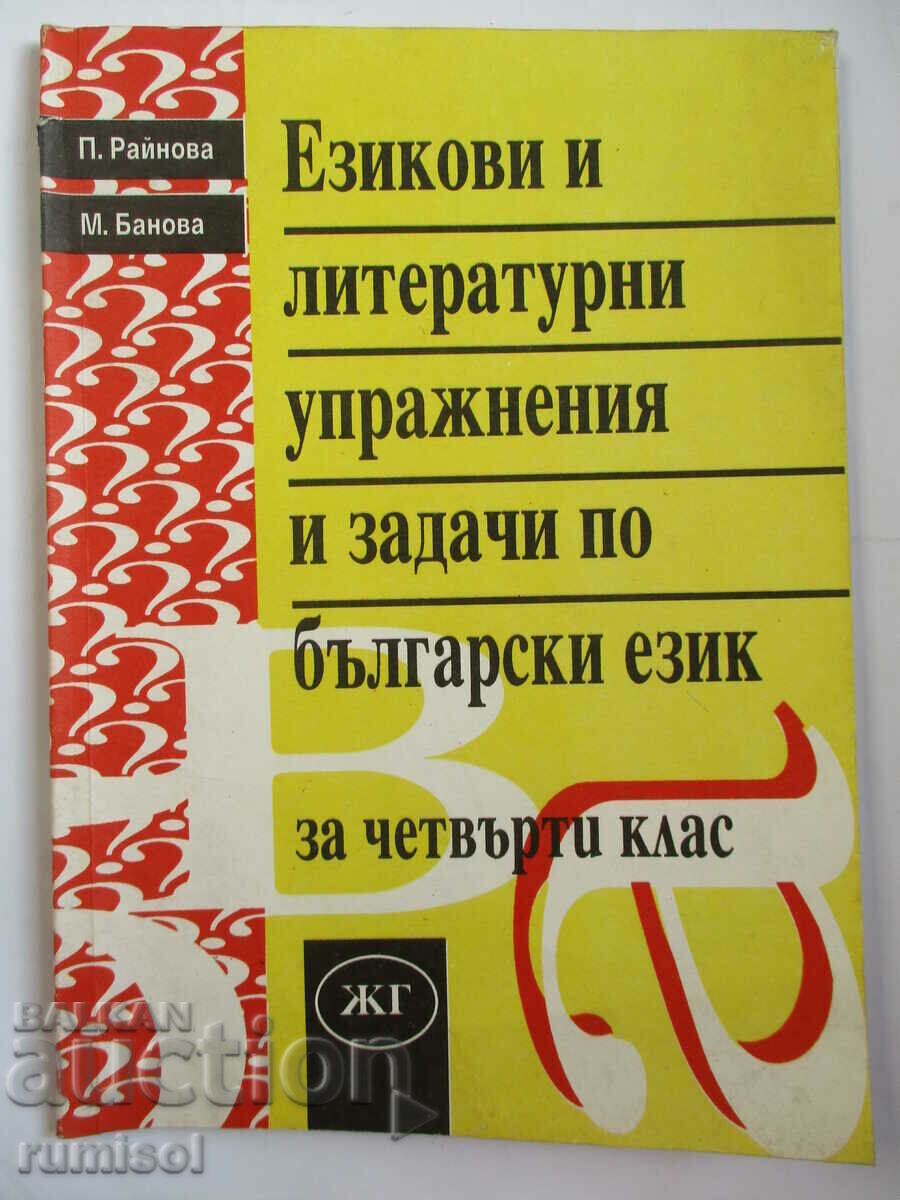 П. Райнова
М. Банова
Езикови и
литературни
упражнения
и задачи по
български език
за четвърти клас
ЖГ
BALKAN
auction
rumisol